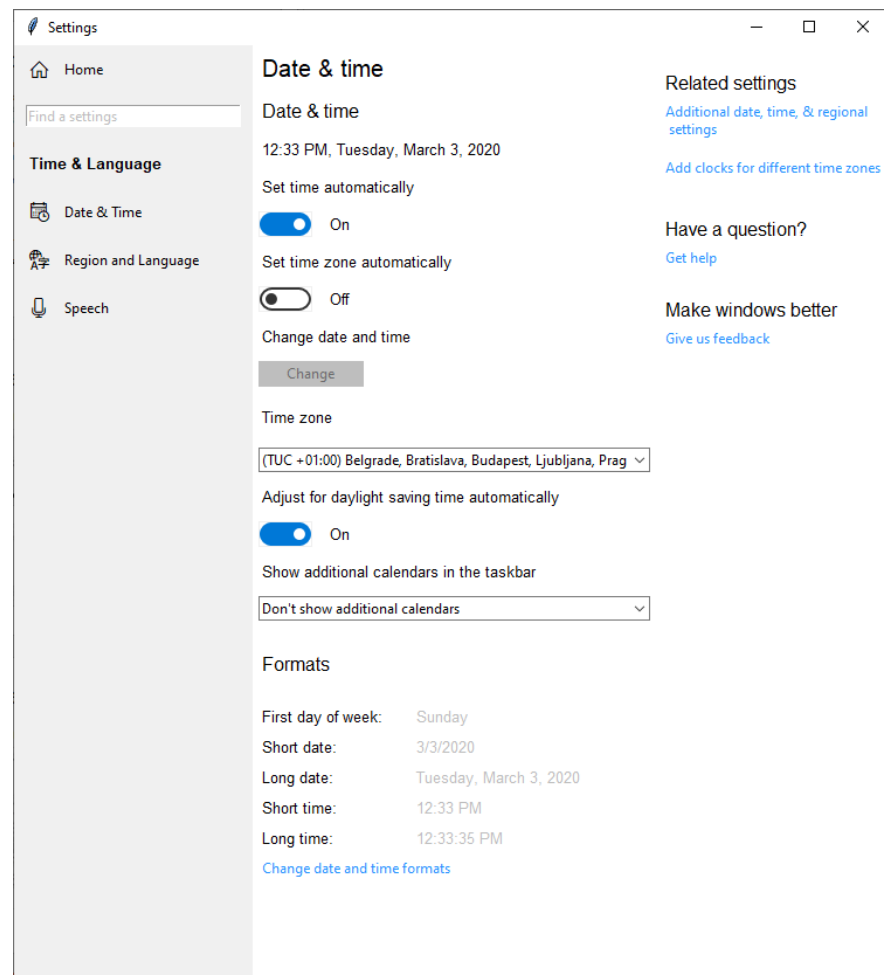 Settings
Home
Find a settings
Time & Language
Date & Time
Region and Language
Speech
Date & time
Date & time
12:33 PM, Tuesday, March 3, 2020
Set time automatically
On
Set time zone automatically
Off
Change date and time
Change
Time zone
(TUC +01:00) Belgrade, Bratislava, Budapest, Ljubljana, Prag
Adjust for daylight saving time automatically
On
Show additional calendars in the taskbar
Don't show additional calendars
Formats
First day of week: Sunday
Short date: 3/3/2020
Long date: Tuesday, March 3, 2020
Short time: 12:33 PM
Long time: 12:33:35 PM
Change date and time formats
Related settings
Additional date, time, & regional
settings
Add clocks for different time zones
Have a question?
Get help
Make windows better
Give us feedback